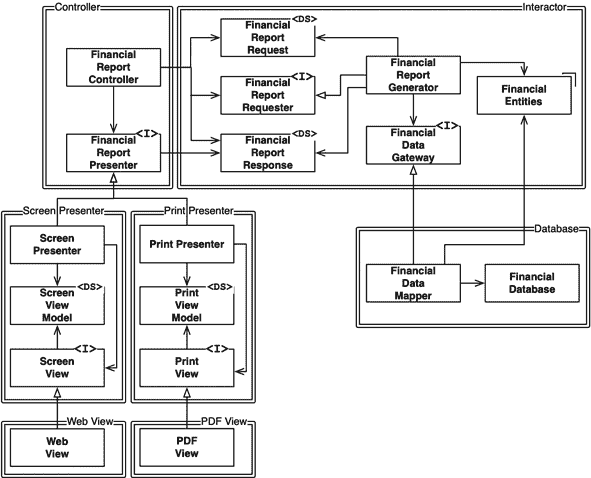 Controller
Interactor
<DS>
Financial
Report
Request
Financial
Report
Controller
Financial
Report
Generator
<I>
Financial
Report
Requester
Financial
Entities
<I>
Financial
Report
Presenter
<DS>
Financial
Report
Response
<I>
Financial
Data
Gateway
Screen Presenter
Print Presenter
Database
Screen
Presenter
Print Presenter
Financial
Data
Mapper
Financial
Database
<DS>
Screen
View
Model
<DS>
Print
View
Model
<I>
Screen
View
<I>
Print
View
Web View
PDF View
Web
View
PDF
View